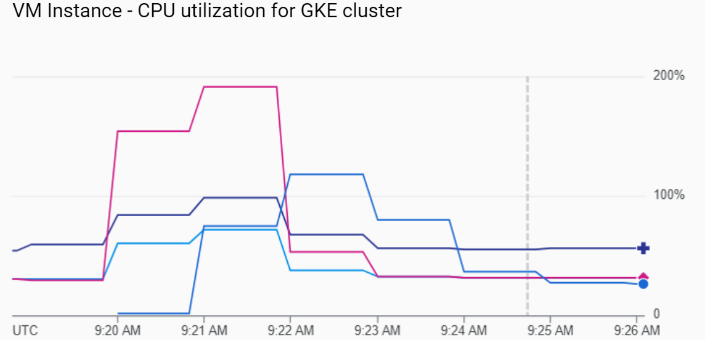 VM Instance - CPU utilization for GKE cluster
200%
100%
0
UTC 9:20 AM 9:21 AM 9:22 AM 9:23 AM 9:24 AM 9:25 AM 9:26 AM